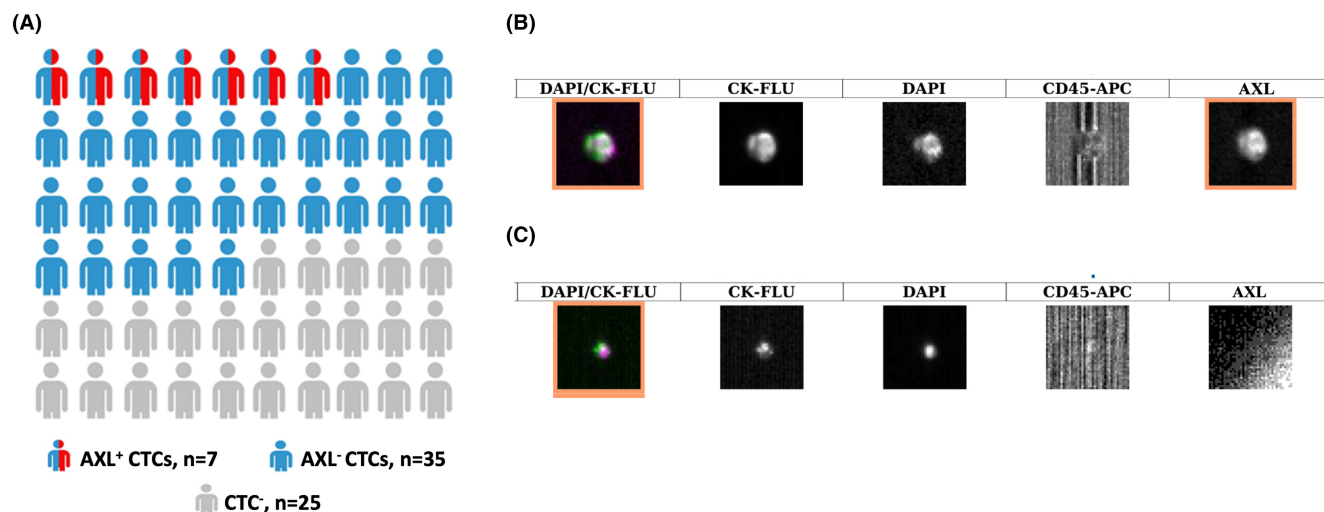 (A)
AXL⁺ CTCs, n=7
AXL⁻ CTCs, n=35
CTC⁻, n=25
(B)
DAPI/CK-FLU CK-FLU DAPI CD45-APC AXL
(C)
DAPI/CK-FLU CK-FLU DAPI CD45-APC AXL